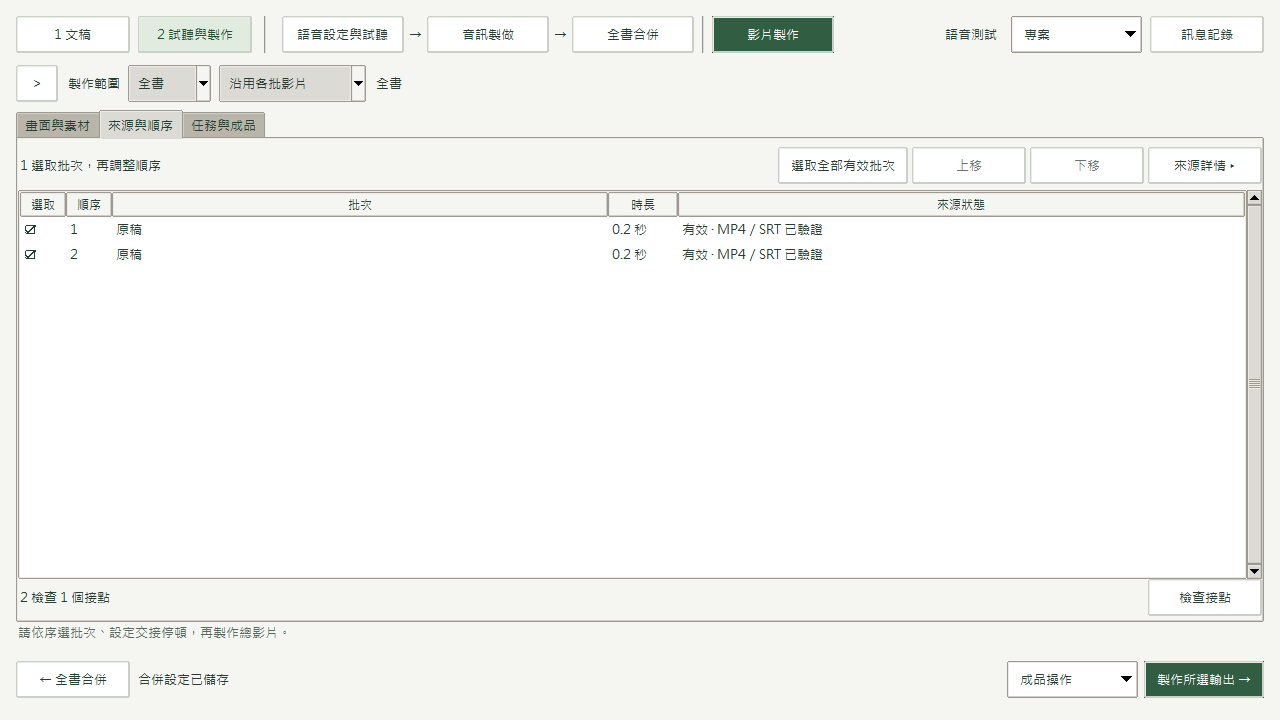 1 文稿 2 試聽與製作 語音設定與試聽 → 音訊製做 → 全書合併 影片製作 語音測試 專案 訊息記錄
> 製作範圍 全書 沿用各批影片 全書
畫面與素材 來源與順序 任務與成品
1 選取批次，再調整順序 選取全部有效批次 上移 下移 來源詳情 ▸
選取 順序 批次 時長 來源狀態
1 原稿 0.2 秒 有效 · MP4 / SRT 已驗證
2 原稿 0.2 秒 有效 · MP4 / SRT 已驗證
2 檢查 1 個接點 檢查接點
請依序選批次、設定交接停頓，再製作總影片。
← 全書合併 合併設定已儲存 成品操作 製作所選輸出 →